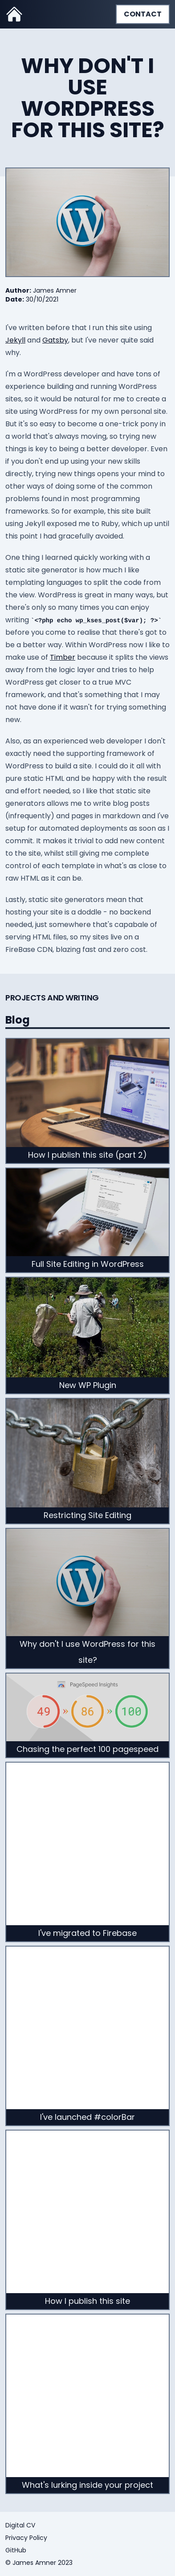 CONTACT
WHY DON'T I
USE
WORDPRESS
FOR THIS SITE?
Author: James Amner
Date: 30/10/2021
I've written before that I run this site using
Jekyll and Gatsby, but I've never quite said
why.
I'm a WordPress developer and have tons of
experience building and running WordPress
sites, so it would be natural for me to create a
site using WordPress for my own personal site.
But it's so easy to become a one-trick pony in
a world that's always moving, so trying new
things is key to being a better developer. Even
if you don't end up using your new skills
directly, trying new things opens your mind to
other ways of doing some of the common
problems found in most programming
frameworks. So for example, this site built
using Jekyll exposed me to Ruby, which up until
this point I had gracefully avoided.
One thing I learned quickly working with a
static site generator is how much I like
templating languages to split the code from
the view. WordPress is great in many ways, but
there's only so many times you can enjoy
writing `<?php echo wp_kses_post($var); ?>`
before you come to realise that there's got to
be a better way. Within WordPress now I like to
make use of Timber because it splits the views
away from the logic layer and tries to help
WordPress get closer to a true MVC
framework, and that's something that I may
not have done if it wasn't for trying something
new.
Also, as an experienced web developer I don't
exactly need the supporting framework of
WordPress to build a site. I could do it all with
pure static HTML and be happy with the result
and effort needed, so I like that static site
generators allow me to write blog posts
(infrequently) and pages in markdown and I've
setup for automated deployments as soon as I
commit. It makes it trivial to add new content
to the site, whilst still giving me complete
control of each template in what's as close to
raw HTML as it can be.
Lastly, static site generators mean that
hosting your site is a doddle - no backend
needed, just somewhere that's capable of
serving HTML files, so my sites live on a
FireBase CDN, blazing fast and zero cost.
PROJECTS AND WRITING
Blog
How I publish this site (part 2)
Full Site Editing in WordPress
New WP Plugin
Restricting Site Editing
Why don't I use WordPress for this
site?
PageSpeed Insights
49 » 86 » 100
Chasing the perfect 100 pagespeed
I've migrated to Firebase
I've launched #colorBar
How I publish this site
What's lurking inside your project
Digital CV
Privacy Policy
GitHub
© James Amner 2023